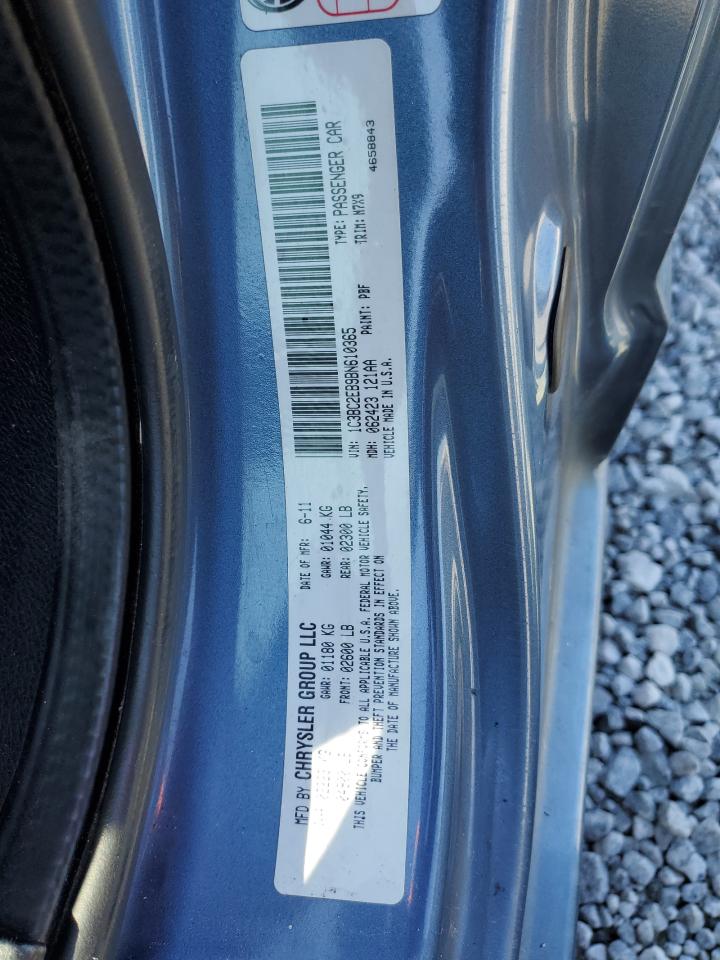 MFD BY CHRYSLER GROUP LLC
DATE OF MFR: 6-11
GAWR: 01180 KG
GAWR: 01044 KG
FRONT: 02600 LB
REAR: 02300 LB
THIS VEHICLE CONFORMS TO ALL APPLICABLE U.S.A. FEDERAL MOTOR VEHICLE SAFETY,
BUMPER AND THEFT PREVENTION STANDARDS IN EFFECT ON
THE DATE OF MANUFACTURE SHOWN ABOVE.
VIN: 1C3BC2EB9BN610365
TYPE: PASSENGER CAR
MDH: 062423 121AA
PAINT: PBF
TRIM: N7X9
VEHICLE MADE IN U.S.A.
4658843